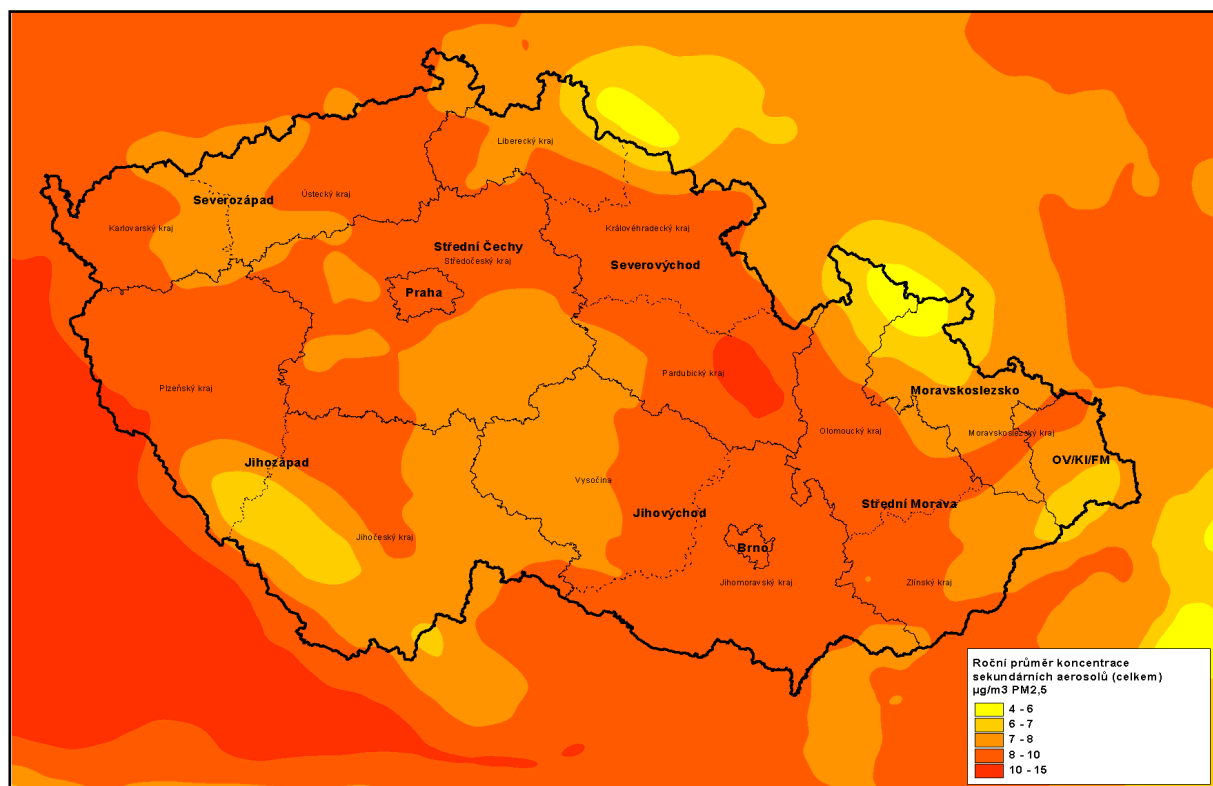 Liberecký kraj
Ústecký kraj
Severozápad
Karlovarský kraj
Královéhradecký kraj
Střední Čechy
Středočeský kraj
Severovýchod
Praha
Pardubický kraj
Plzeňský kraj
Moravskoslezsko
Olomoucký kraj
Moravskoslezský kraj
Jihozápad
OV/KI/FM
Vysočina
Střední Morava
Jihovýchod
Jihočeský kraj
Brno
Jihomoravský kraj
Zlínský kraj
Roční průměr koncentrace
sekundárních aerosolů (celkem)
µg/m3 PM2,5
4 - 6
6 - 7
7 - 8
8 - 10
10 - 15